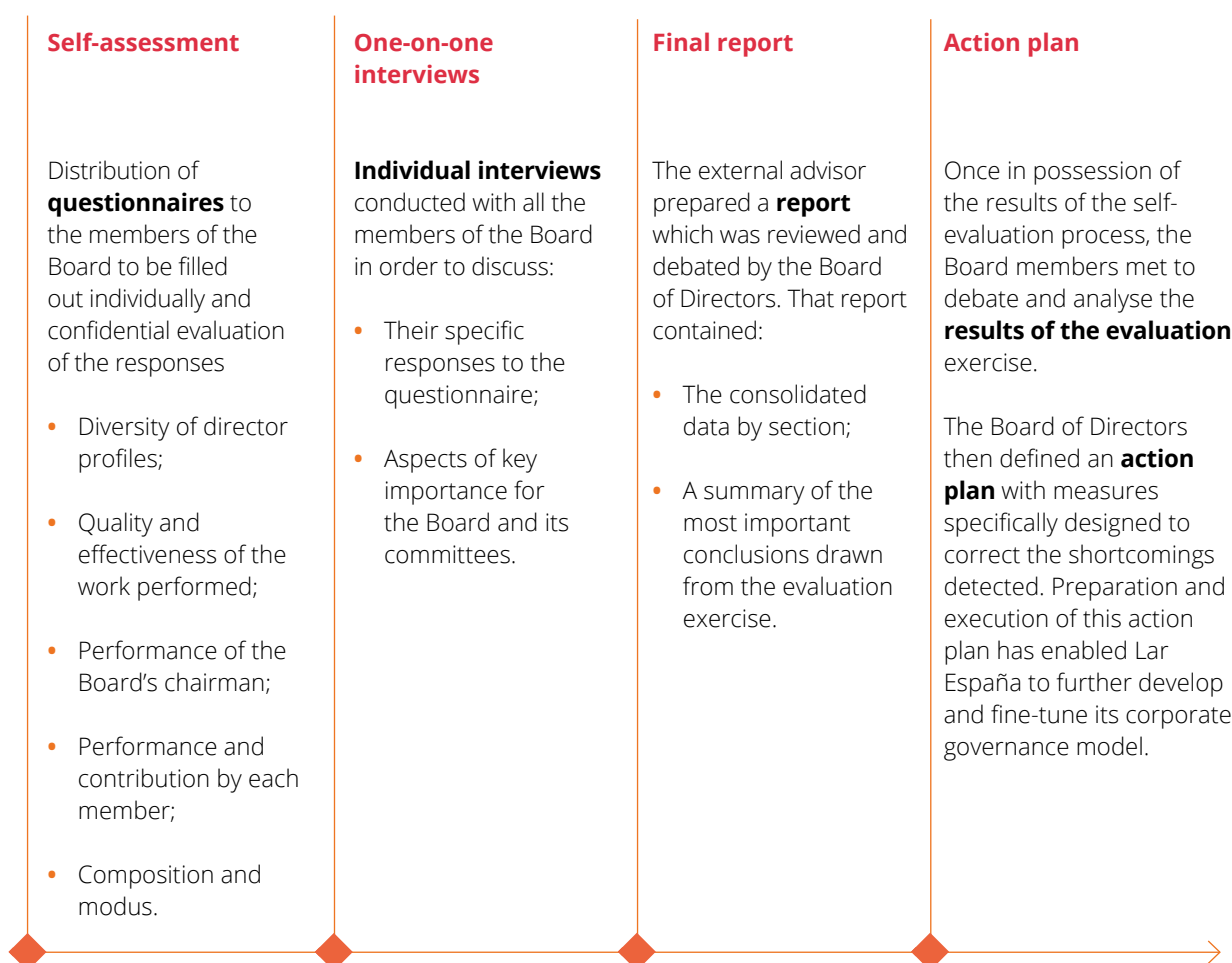 Self-assessment
Distribution of
questionnaires to
the members of the
Board to be filled
out individually and
confidential evaluation
of the responses
• Diversity of director
profiles;
• Quality and
effectiveness of the
work performed;
• Performance of the
Board’s chairman;
• Performance and
contribution by each
member;
• Composition and
modus.
One-on-one
interviews
Individual interviews
conducted with all the
members of the Board
in order to discuss:
• Their specific
responses to the
questionnaire;
• Aspects of key
importance for
the Board and its
committees.
Final report
The external advisor
prepared a report
which was reviewed and
debated by the Board
of Directors. That report
contained:
• The consolidated
data by section;
• A summary of the
most important
conclusions drawn
from the evaluation
exercise.
Action plan
Once in possession of
the results of the self-
evaluation process, the
Board members met to
debate and analyse the
results of the evaluation
exercise.
The Board of Directors
then defined an action
plan with measures
specifically designed to
correct the shortcomings
detected. Preparation and
execution of this action
plan has enabled Lar
España to further develop
and fine-tune its corporate
governance model.